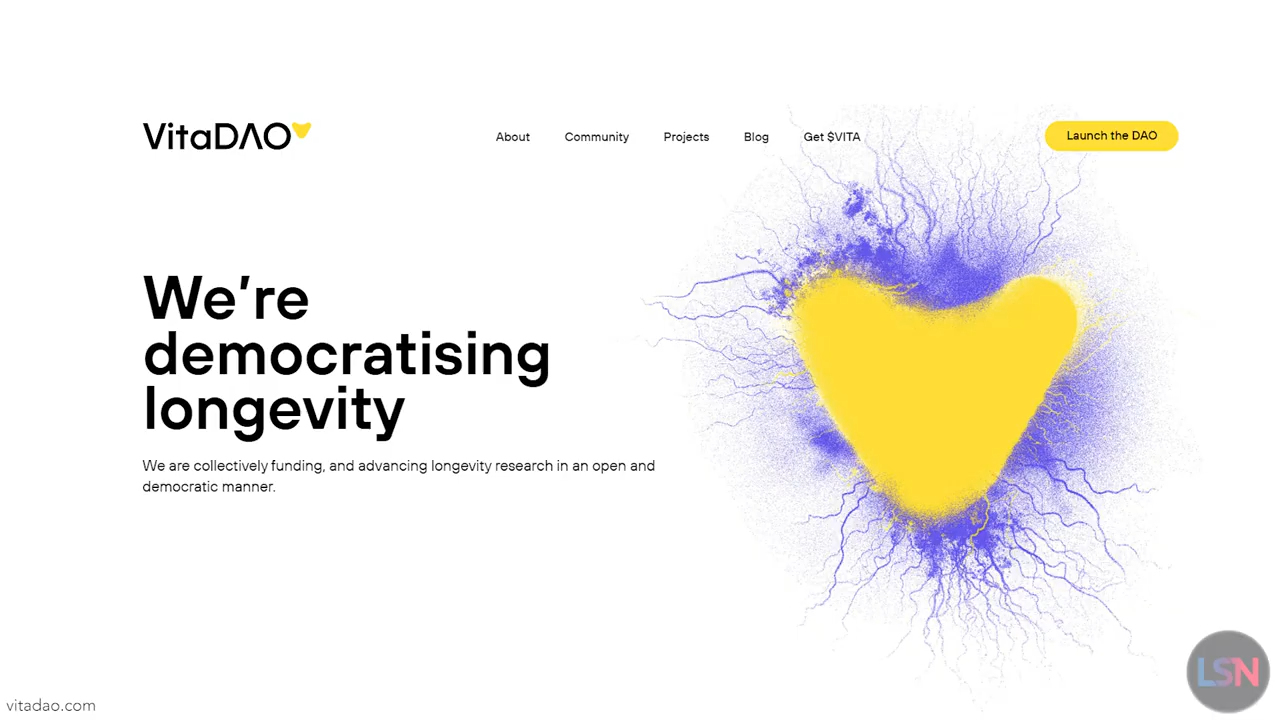 VitaDAO
About
Community
Projects
Blog
Get $VITA
Launch the DAO
We’re
democratising
longevity
We are collectively funding, and advancing longevity research in an open and
democratic manner.
vitadao.com
LSN